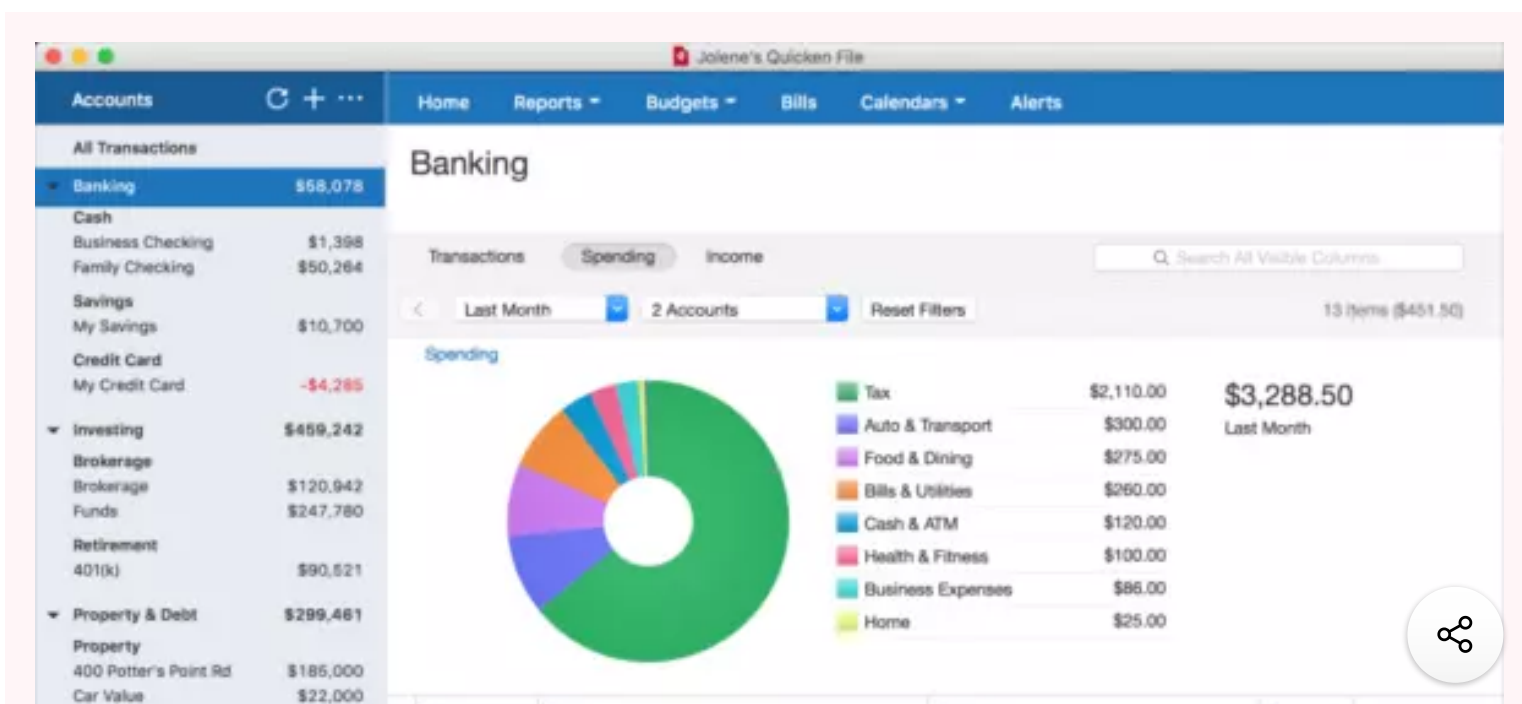 Jolene's Quicken File
Accounts
Home Reports Budgets Bills Calendars Alerts
All Transactions
Banking $58,078
Cash
Business Checking $1,398
Family Checking $50,264
Savings
My Savings $10,700
Credit Card
My Credit Card -$4,285
Investing $459,242
Brokerage
Brokerage $120,942
Funds $247,780
Retirement
401(k) $90,521
Property & Debt $299,461
Property
400 Potter's Point Rd $185,000
Car Value $22,000
Banking
Transactions Spending Income Search All Visible Columns
Last Month 2 Accounts Reset Filters 13 items ($451.50)
Spending
Tax $2,110.00
Auto & Transport $300.00
Food & Dining $275.00
Bills & Utilities $260.00
Cash & ATM $120.00
Health & Fitness $100.00
Business Expenses $86.00
Home $25.00
$3,288.50
Last Month